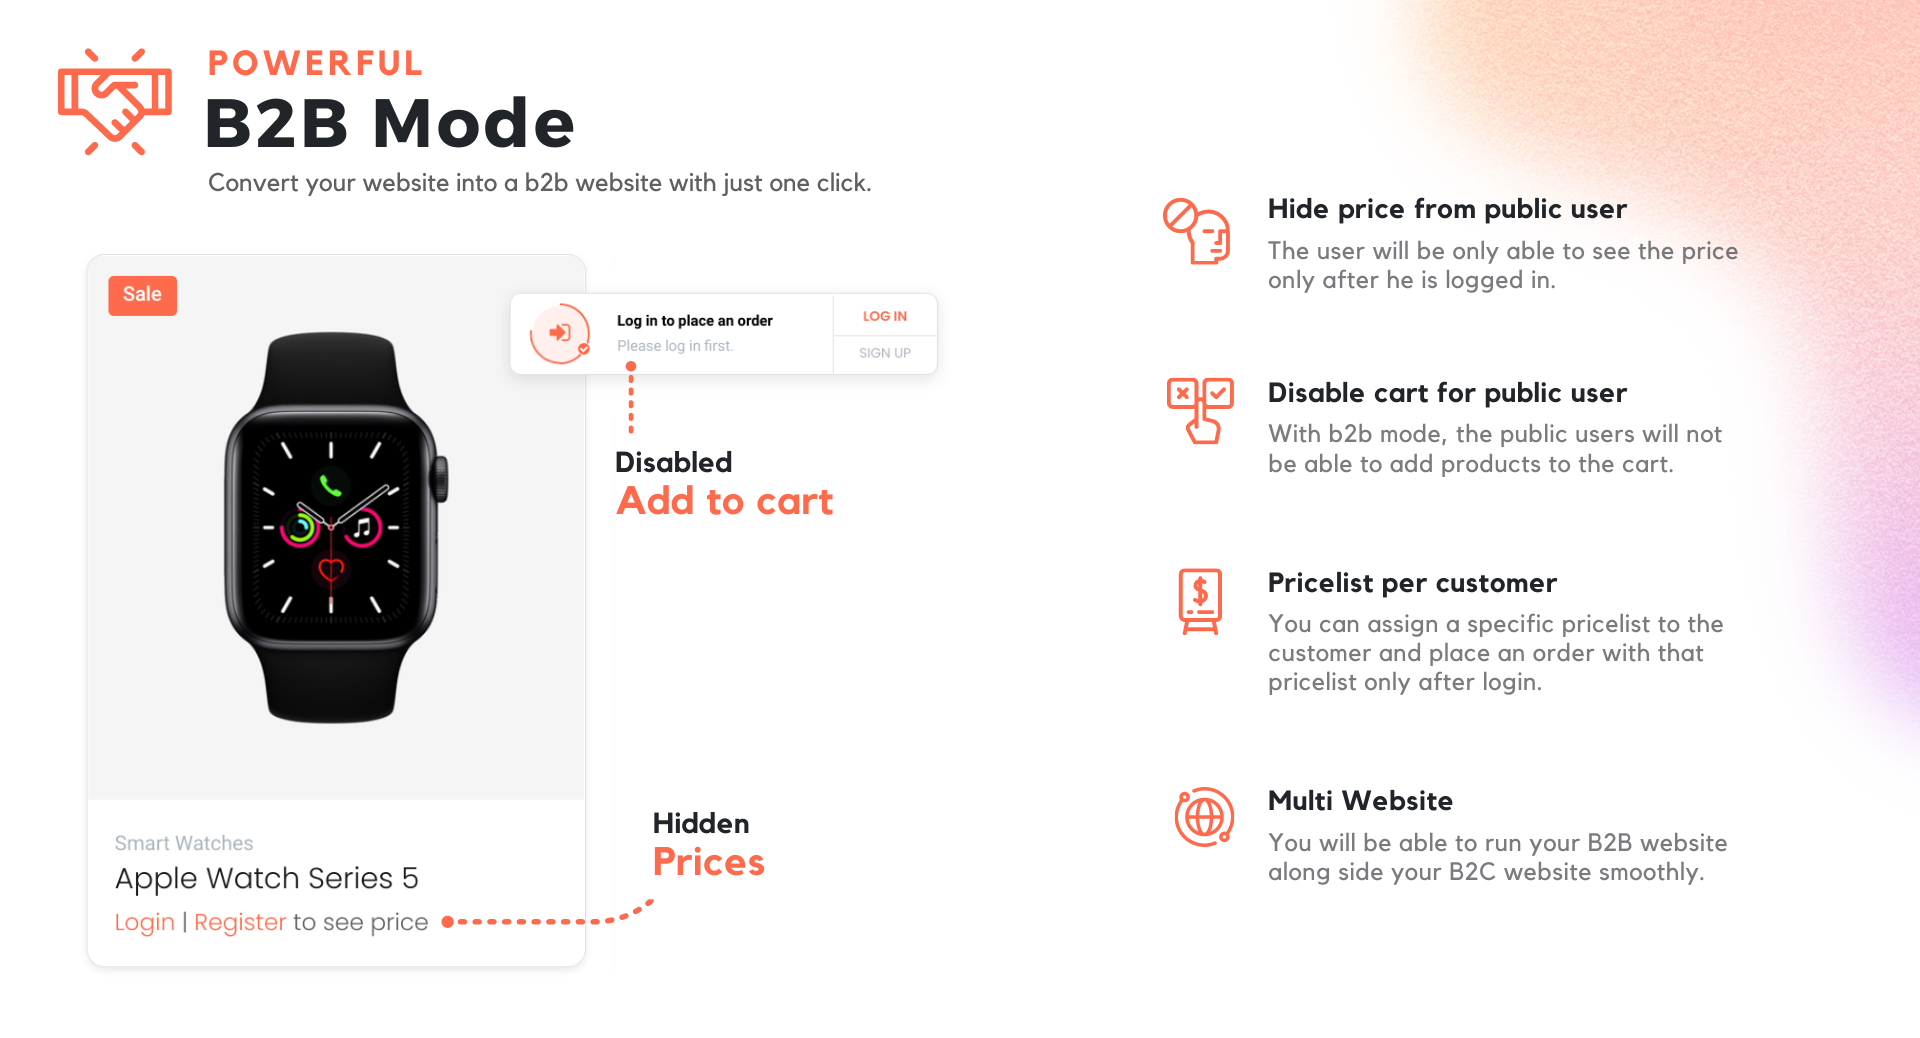 POWERFUL
B2B Mode
Convert your website into a b2b website with just one click.
Sale
Log in to place an order
Please log in first.
LOG IN
SIGN UP
Disabled
Add to cart
Hidden
Prices
Smart Watches
Apple Watch Series 5
Login | Register to see price
Hide price from public user
The user will be only able to see the price
only after he is logged in.
Disable cart for public user
With b2b mode, the public users will not
be able to add products to the cart.
Pricelist per customer
You can assign a specific pricelist to the
customer and place an order with that
pricelist only after login.
Multi Website
You will be able to run your B2B website
along side your B2C website smoothly.